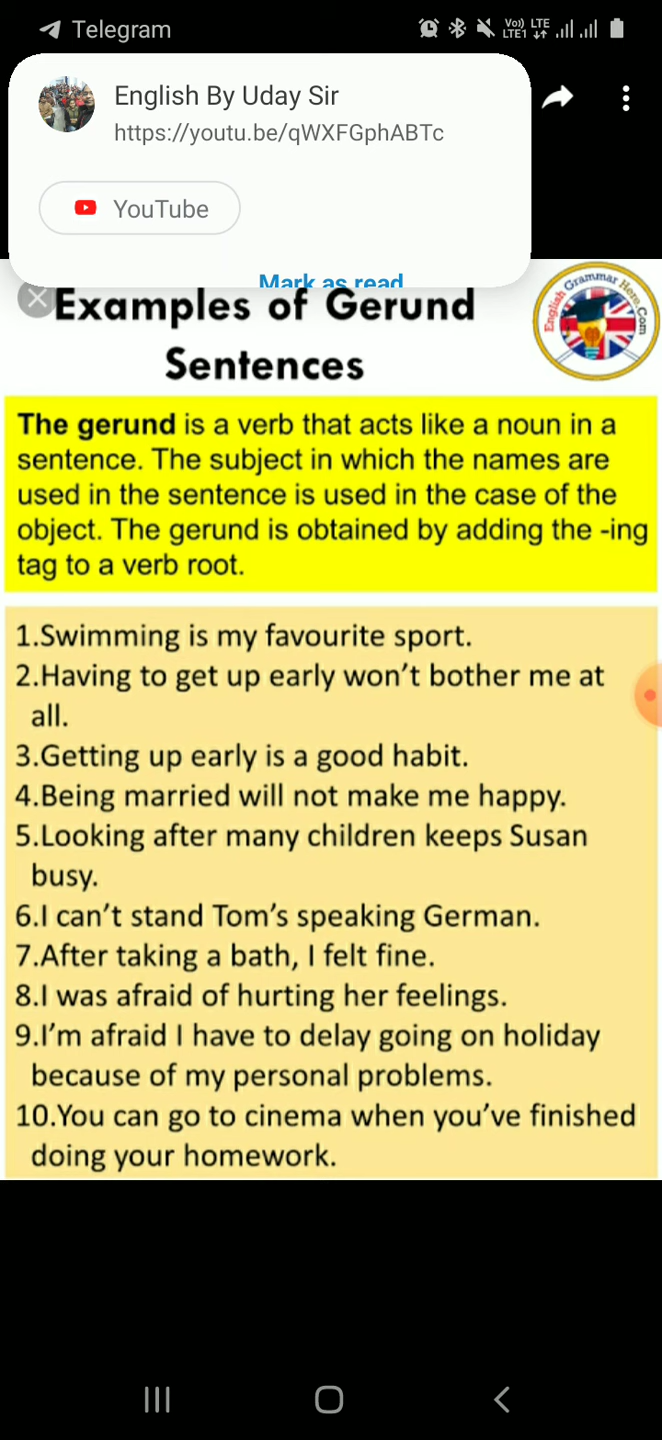 Telegram
Vo)) LTE
LTE1
English By Uday Sir
https://youtu.be/qWXFGphABTc
YouTube
Mark as read
Examples of Gerund
Sentences
English Grammar Here.Com
The gerund is a verb that acts like a noun in a
sentence. The subject in which the names are
used in the sentence is used in the case of the
object. The gerund is obtained by adding the -ing
tag to a verb root.
1.Swimming is my favourite sport.
2.Having to get up early won't bother me at
all.
3.Getting up early is a good habit.
4.Being married will not make me happy.
5.Looking after many children keeps Susan
busy.
6.I can't stand Tom's speaking German.
7.After taking a bath, I felt fine.
8.I was afraid of hurting her feelings.
9.I'm afraid I have to delay going on holiday
because of my personal problems.
10.You can go to cinema when you've finished
doing your homework.